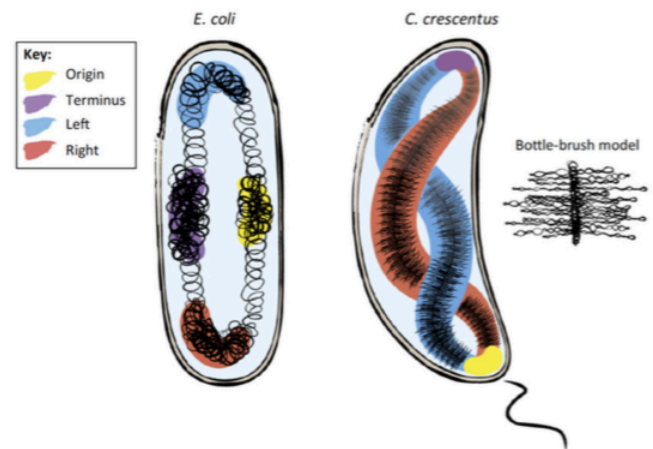 E. coli
C. crescentus
Key:
Origin
Terminus
Left
Right
Bottle-brush model